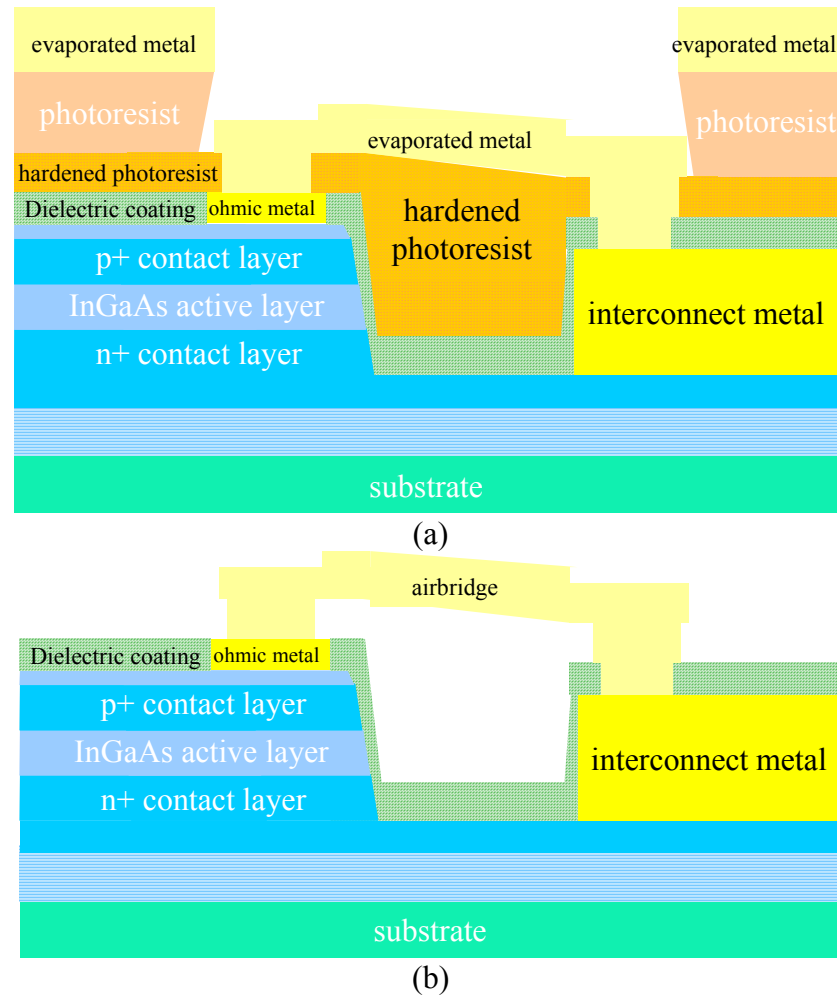 evaporated metal
evaporated metal
photoresist
photoresist
evaporated metal
hardened photoresist
Dielectric coating
ohmic metal
hardened
photoresist
p+ contact layer
InGaAs active layer
interconnect metal
n+ contact layer
substrate
(a)
airbridge
Dielectric coating
ohmic metal
p+ contact layer
InGaAs active layer
interconnect metal
n+ contact layer
substrate
(b)